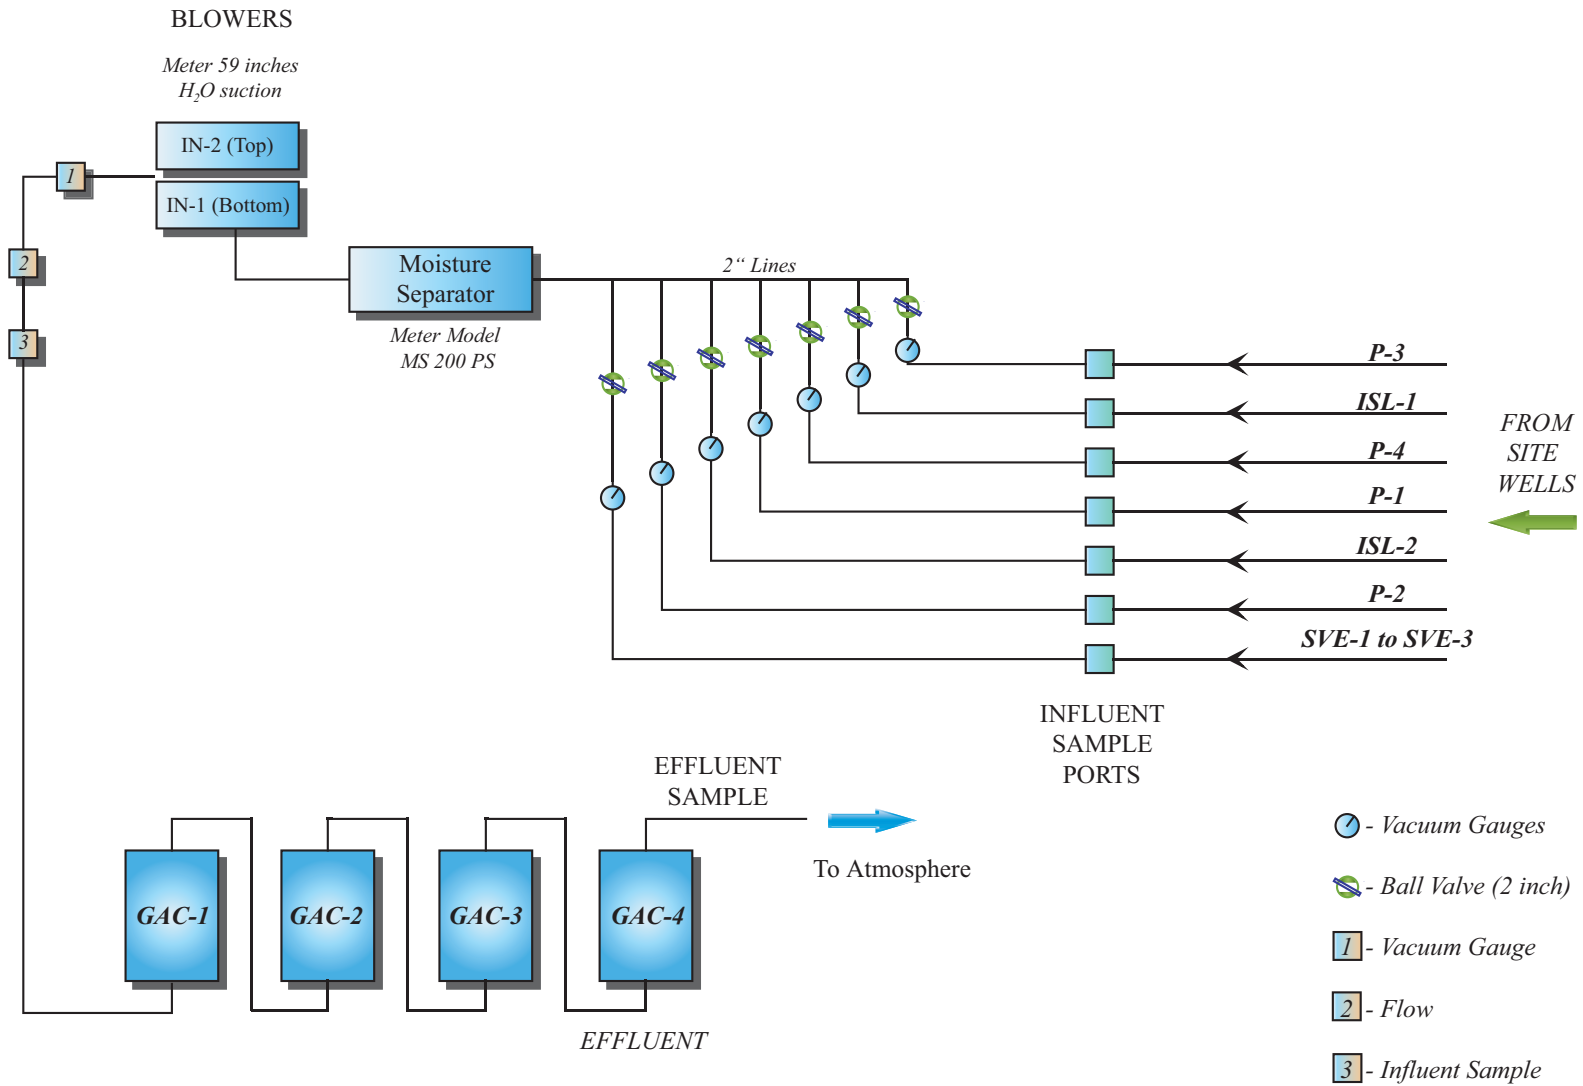 BLOWERS
Meter 59 inches
H₂O suction
IN-2 (Top)
1
IN-1 (Bottom)
2
3
Moisture
Separator
Meter Model
MS 200 PS
2“ Lines
P-3
ISL-1
P-4
P-1
ISL-2
P-2
SVE-1 to SVE-3
FROM
SITE
WELLS
INFLUENT
SAMPLE
PORTS
EFFLUENT
SAMPLE
To Atmosphere
GAC-1
GAC-2
GAC-3
GAC-4
EFFLUENT
- Vacuum Gauges
- Ball Valve (2 inch)
1 - Vacuum Gauge
2 - Flow
3 - Influent Sample